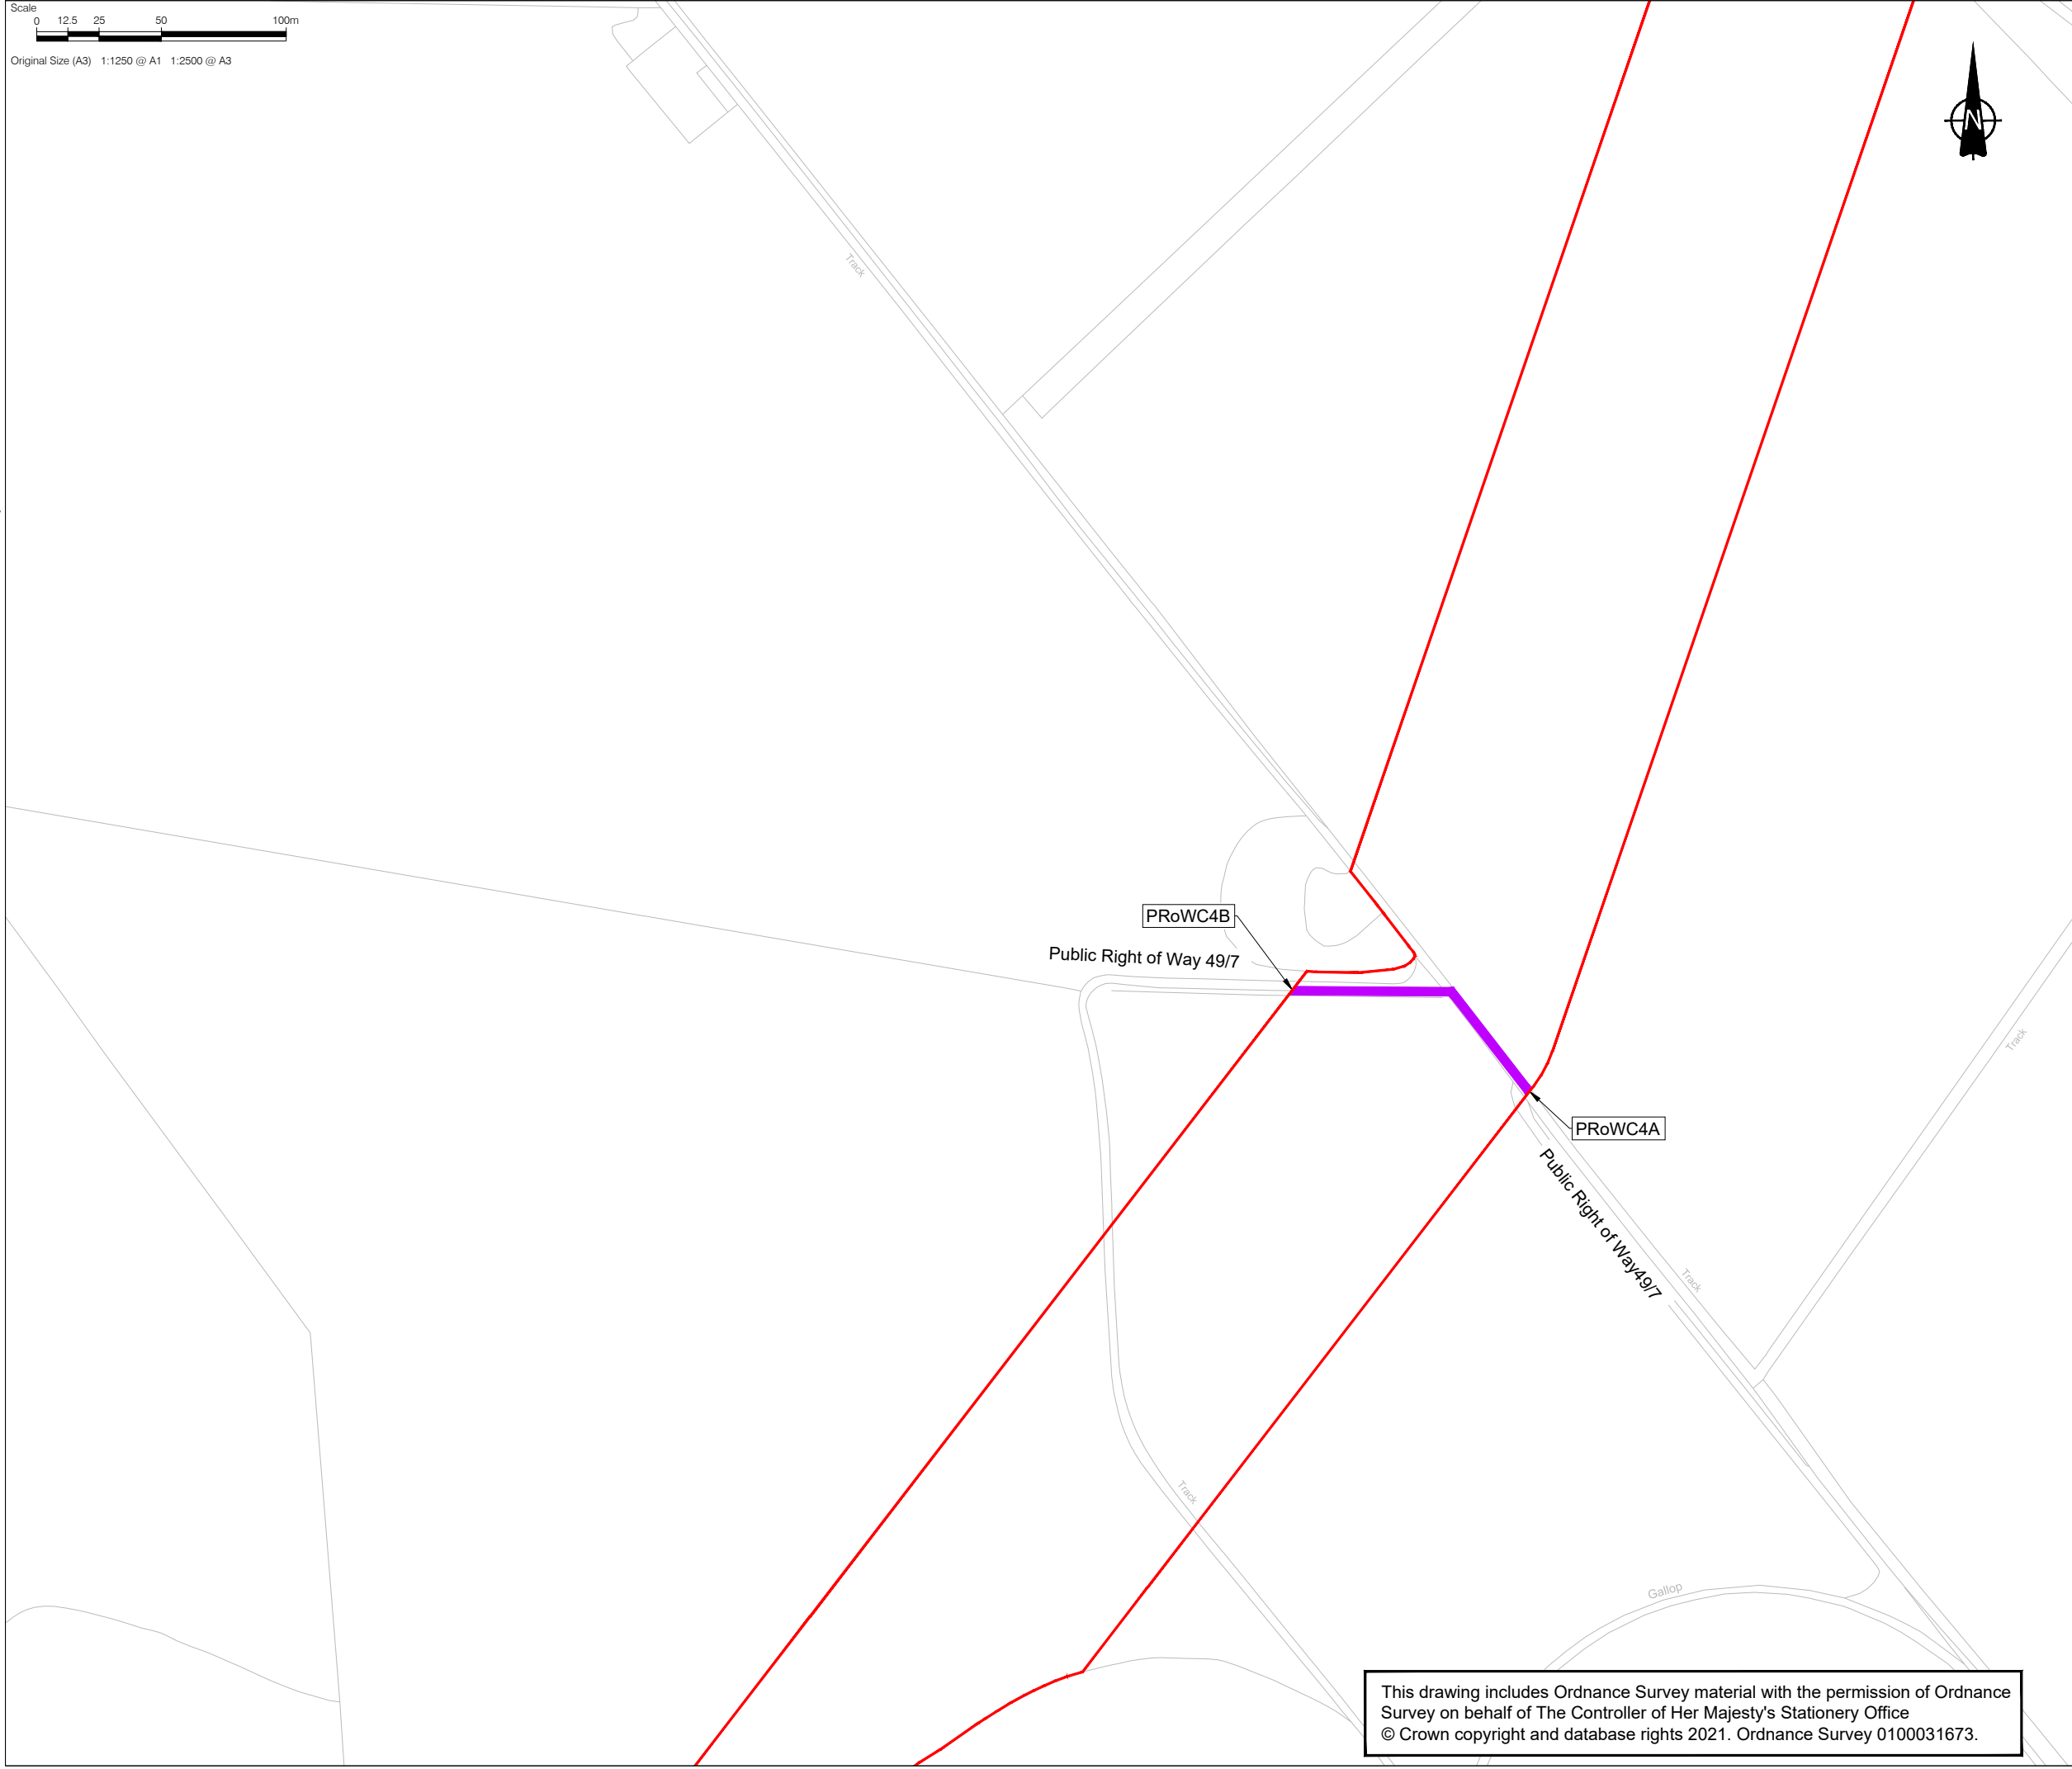 Scale
0 12.5 25 50 100m
Original Size (A3) 1:1250 @ A1 1:2500 @ A3
N
Track
PRoWC4B
Public Right of Way 49/7
Track
PRoWC4A
Public Right of Way49/7
Track
Track
Gallop
This drawing includes Ordnance Survey material with the permission of Ordnance
Survey on behalf of The Controller of Her Majesty's Stationery Office
© Crown copyright and database rights 2021. Ordnance Survey 0100031673.